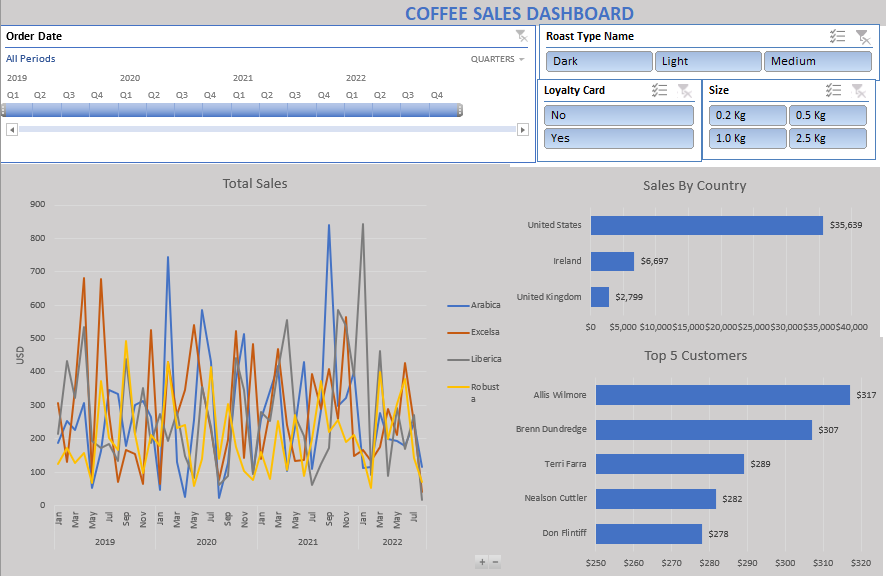 COFFEE SALES DASHBOARD
Order Date
All Periods
QUARTERS
2019 2020 2021 2022
Q1 Q2 Q3 Q4 Q1 Q2 Q3 Q4 Q1 Q2 Q3 Q4 Q1 Q2 Q3 Q4
Roast Type Name
Dark Light Medium
Loyalty Card
No
Yes
Size
0.2 Kg 0.5 Kg
1.0 Kg 2.5 Kg
Total Sales
900
800
700
600
500
400
300
200
100
0
USD
Jan Mar May Jul Sep Nov Jan Mar May Jul Sep Nov Jan Mar May Jul Sep Nov Jan Mar May Jul
2019 2020 2021 2022
Arabica
Excelsa
Liberica
Robust
a
Sales By Country
United States $35,639
Ireland $6,697
United Kingdom $2,799
$0 $5,000 $10,000 $15,000 $20,000 $25,000 $30,000 $35,000 $40,000
Top 5 Customers
Allis Wilmore $317
Brenn Dundredge $307
Terri Farra $289
Nealson Cuttler $282
Don Flintiff $278
$250 $260 $270 $280 $290 $300 $310 $320